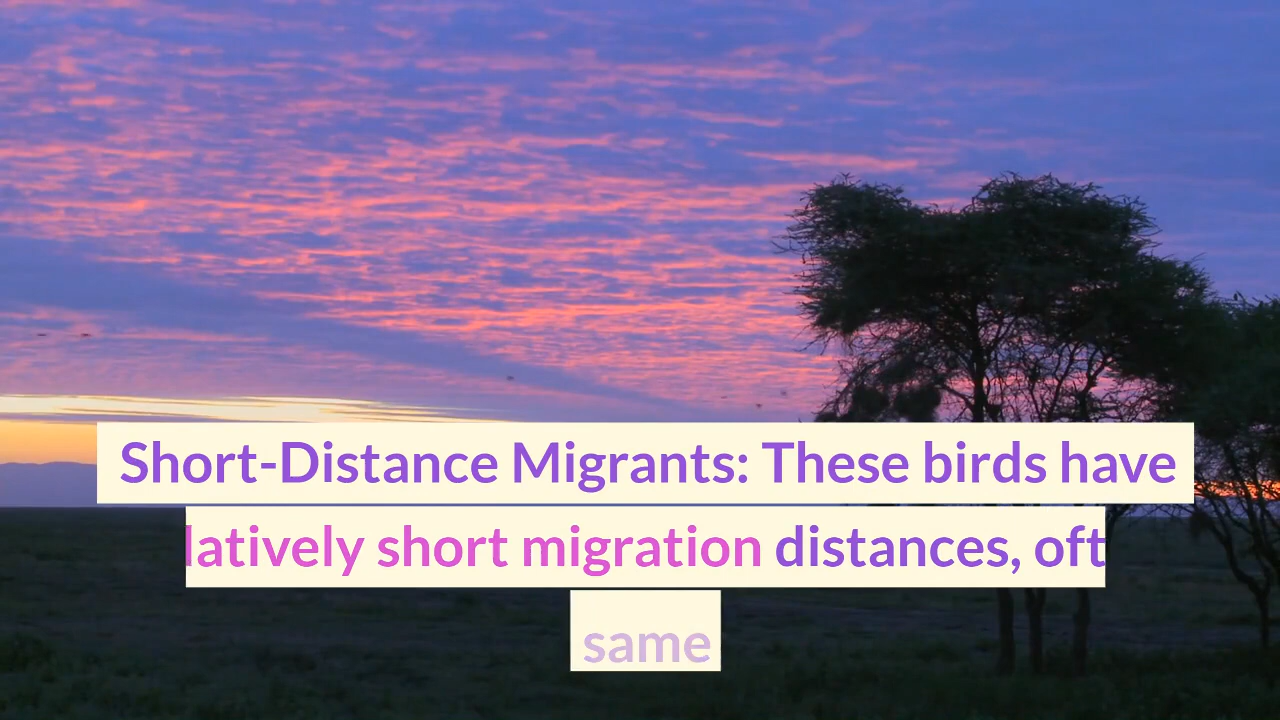 Short-Distance Migrants: These birds have
latively short migration distances, oft
same